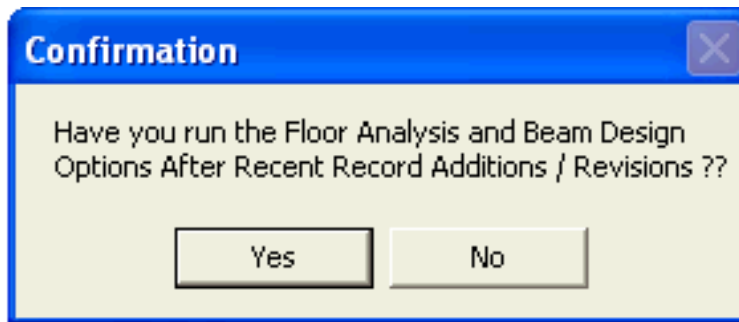 Confirmation
Have you run the Floor Analysis and Beam Design
Options After Recent Record Additions / Revisions ??
Yes No